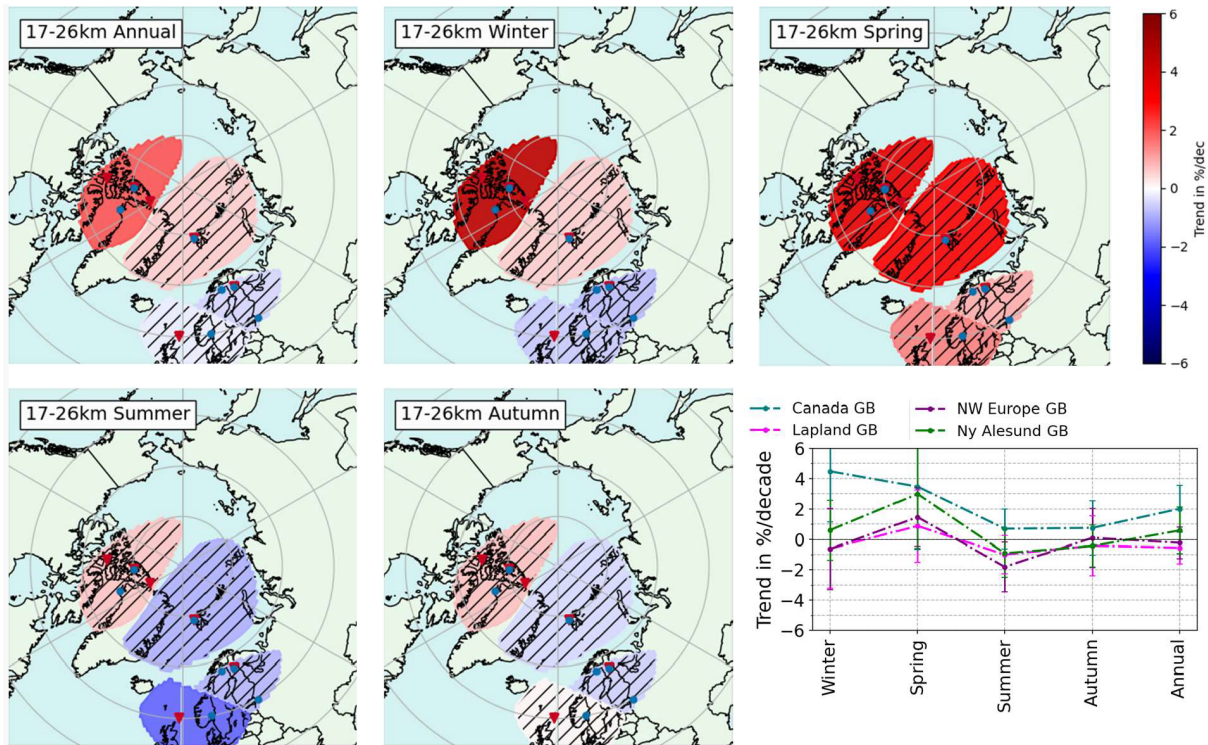 17-26km Annual
17-26km Winter
17-26km Spring
6
4
2
0
−2
−4
−6
Trend in %/dec
17-26km Summer
17-26km Autumn
Canada GB
Lapland GB
NW Europe GB
Ny Alesund GB
Trend in %/decade
6
4
2
0
−2
−4
−6
Winter
Spring
Summer
Autumn
Annual